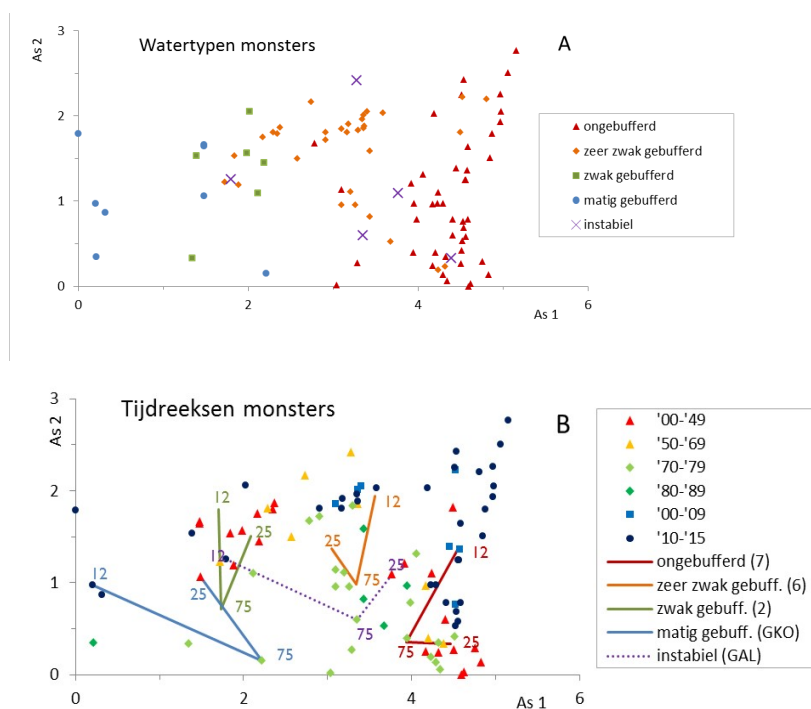 Watertypen monsters
A
As 2
3
2
1
0
0
2
4
6
As 1
ongebufferd
zeer zwak gebufferd
zwak gebufferd
matig gebufferd
instabiel
Tijdreeksen monsters
B
As 2
3
2
1
0
0
2
4
6
As 1
12
25
75
12
25
75
12
25
75
12
25
75
12
25
75
'00-'49
'50-'69
'70-'79
'80-'89
'00-'09
'10-'15
ongebufferd (7)
zeer zwak gebuff. (6)
zwak gebuff. (2)
matig gebuff. (GKO)
instabiel (GAL)